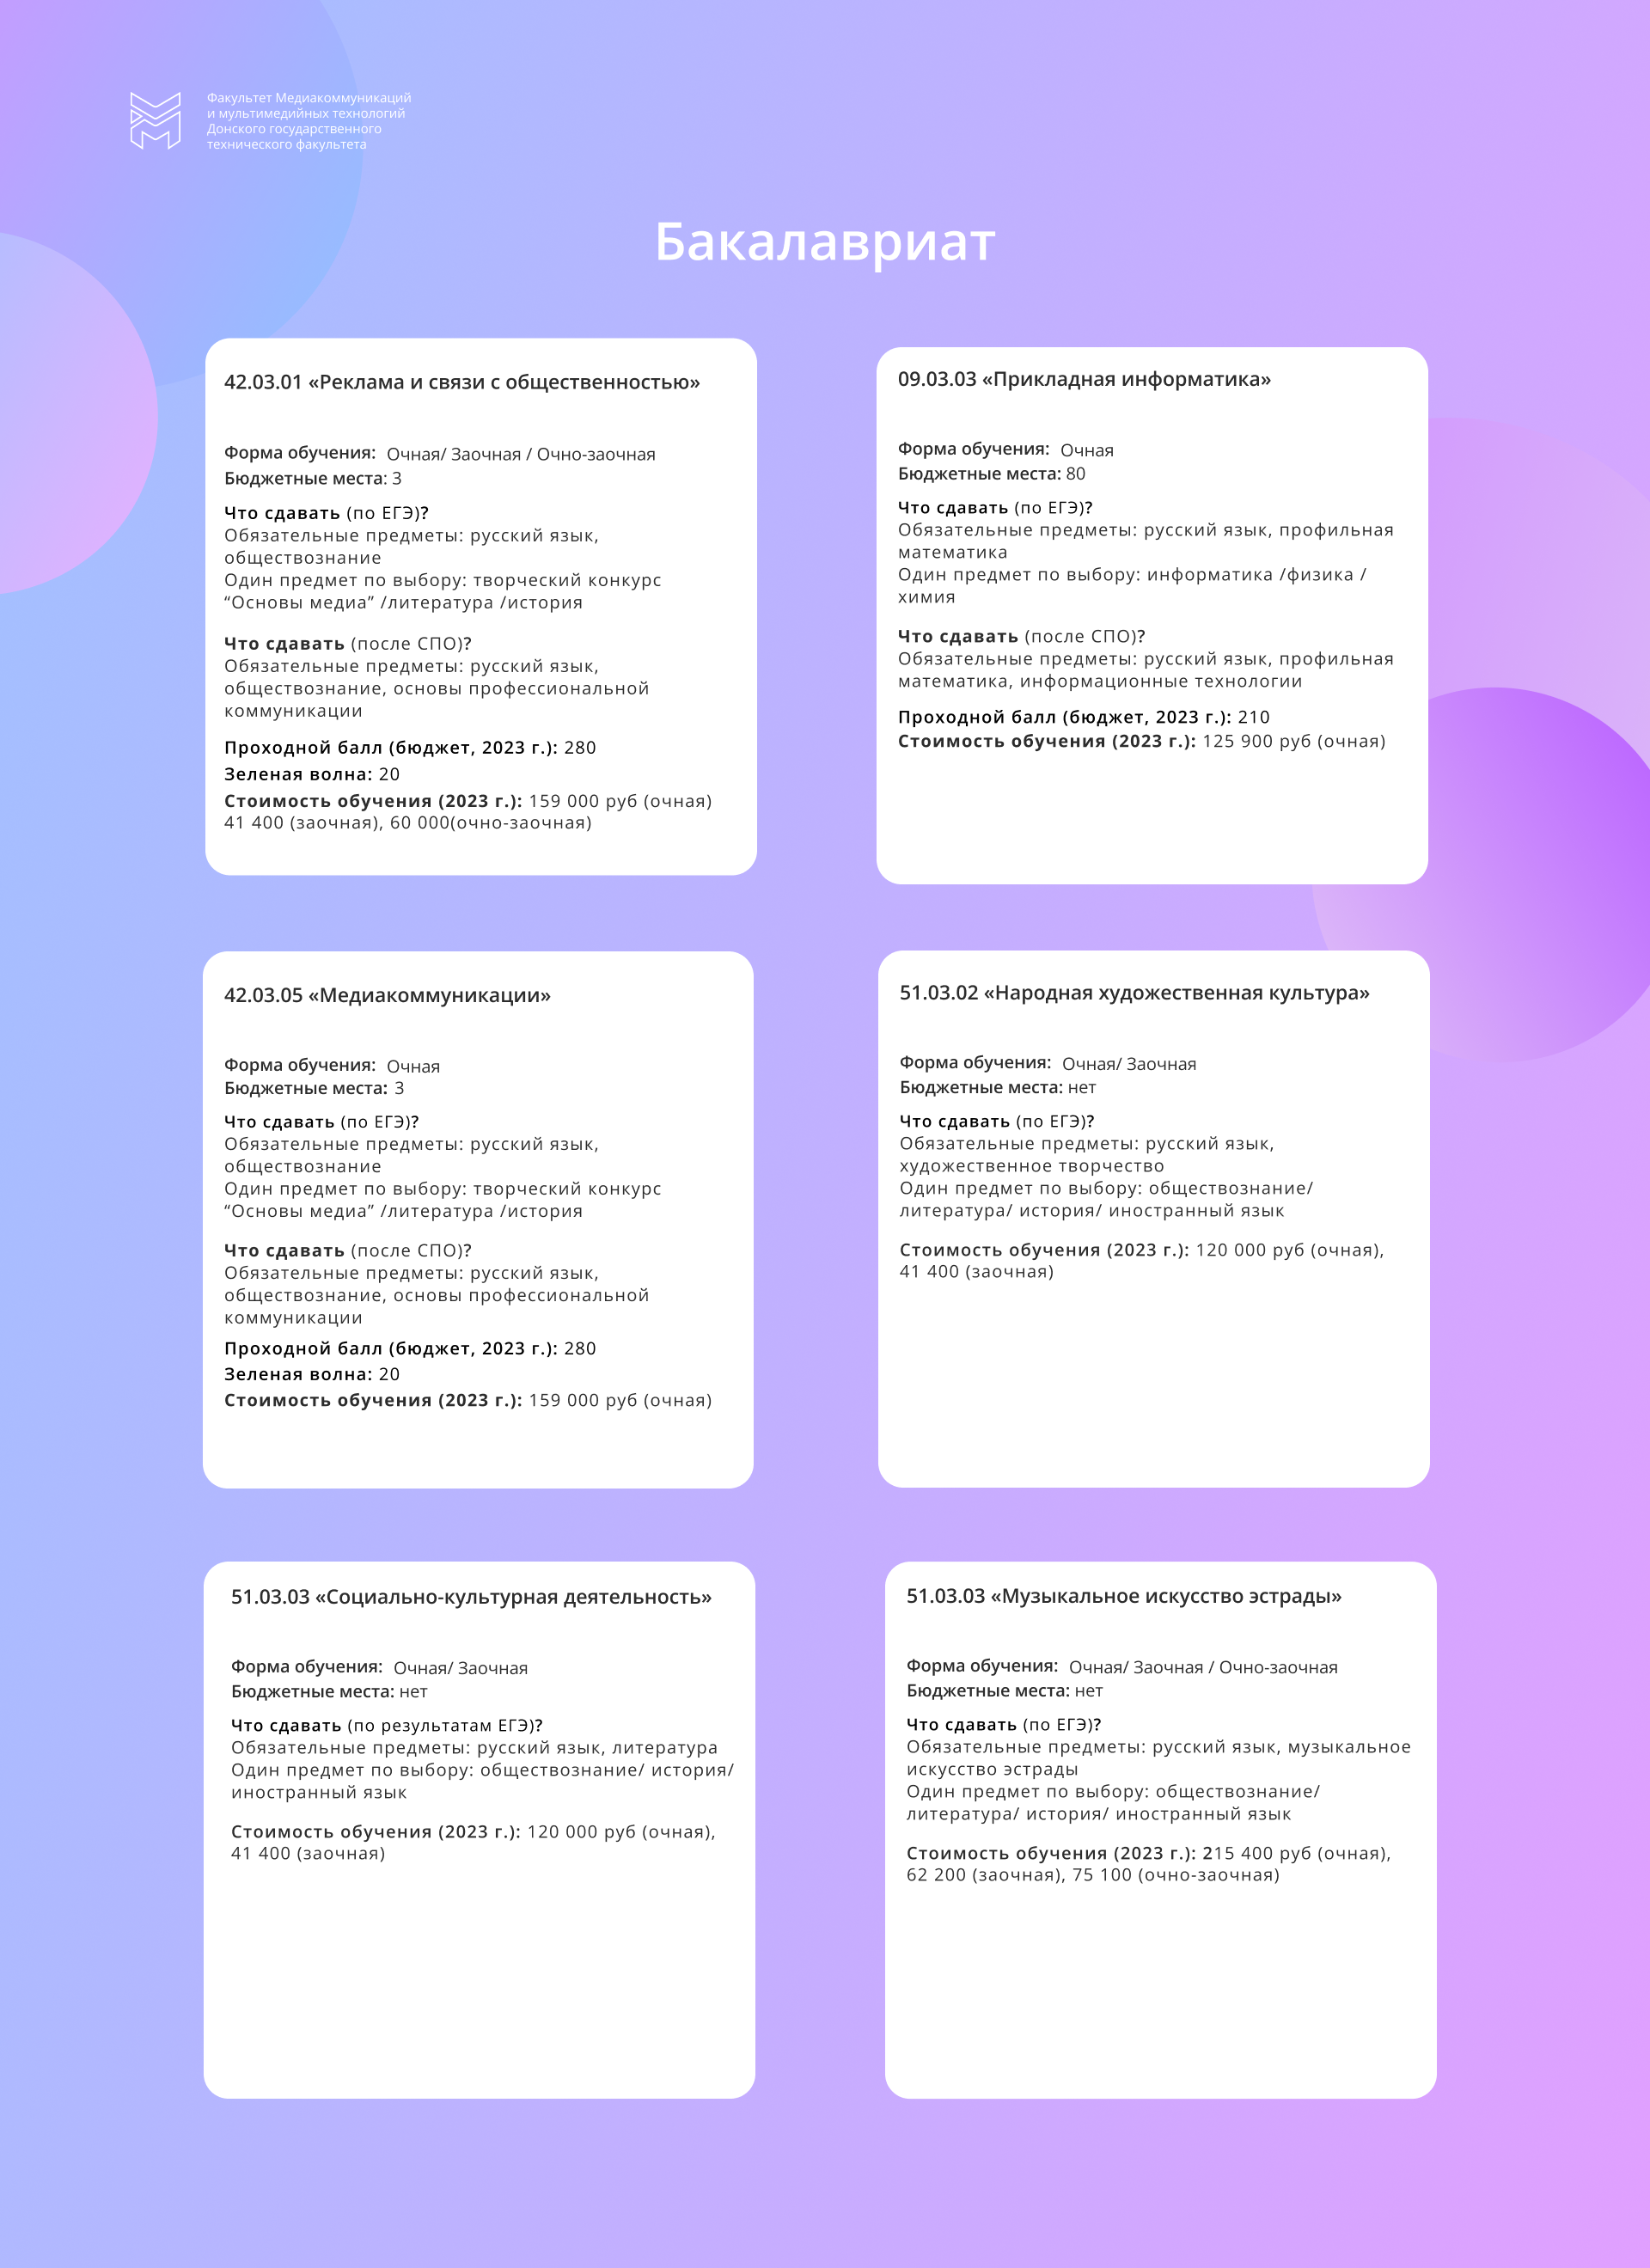 Факультет Медиакоммуникаций
и мультимедийных технологий
Донского государственного
технического факультета
Бакалавриат
42.03.01 «Реклама и связи с общественностью»
Форма обучения: Очная/ Заочная / Очно-заочная
Бюджетные места: 3
Что сдавать (по ЕГЭ)?
Обязательные предметы: русский язык,
обществознание
Один предмет по выбору: творческий конкурс
“Основы медиа” /литература /история
Что сдавать (после СПО)?
Обязательные предметы: русский язык,
обществознание, основы профессиональной
коммуникации
Проходной балл (бюджет, 2023 г.): 280
Зеленая волна: 20
Стоимость обучения (2023 г.): 159 000 руб (очная)
41 400 (заочная), 60 000(очно-заочная)
09.03.03 «Прикладная информатика»
Форма обучения: Очная
Бюджетные места: 80
Что сдавать (по ЕГЭ)?
Обязательные предметы: русский язык, профильная
математика
Один предмет по выбору: информатика /физика /
химия
Что сдавать (после СПО)?
Обязательные предметы: русский язык, профильная
математика, информационные технологии
Проходной балл (бюджет, 2023 г.): 210
Стоимость обучения (2023 г.): 125 900 руб (очная)
42.03.05 «Медиакоммуникации»
Форма обучения: Очная
Бюджетные места: 3
Что сдавать (по ЕГЭ)?
Обязательные предметы: русский язык,
обществознание
Один предмет по выбору: творческий конкурс
“Основы медиа” /литература /история
Что сдавать (после СПО)?
Обязательные предметы: русский язык,
обществознание, основы профессиональной
коммуникации
Проходной балл (бюджет, 2023 г.): 280
Зеленая волна: 20
Стоимость обучения (2023 г.): 159 000 руб (очная)
51.03.02 «Народная художественная культура»
Форма обучения: Очная/ Заочная
Бюджетные места: нет
Что сдавать (по ЕГЭ)?
Обязательные предметы: русский язык,
художественное творчество
Один предмет по выбору: обществознание/
литература/ история/ иностранный язык
Стоимость обучения (2023 г.): 120 000 руб (очная),
41 400 (заочная)
51.03.03 «Социально-культурная деятельность»
Форма обучения: Очная/ Заочная
Бюджетные места: нет
Что сдавать (по результатам ЕГЭ)?
Обязательные предметы: русский язык, литература
Один предмет по выбору: обществознание/ история/
иностранный язык
Стоимость обучения (2023 г.): 120 000 руб (очная),
41 400 (заочная)
51.03.03 «Музыкальное искусство эстрады»
Форма обучения: Очная/ Заочная / Очно-заочная
Бюджетные места: нет
Что сдавать (по ЕГЭ)?
Обязательные предметы: русский язык, музыкальное
искусство эстрады
Один предмет по выбору: обществознание/
литература/ история/ иностранный язык
Стоимость обучения (2023 г.): 215 400 руб (очная),
62 200 (заочная), 75 100 (очно-заочная)